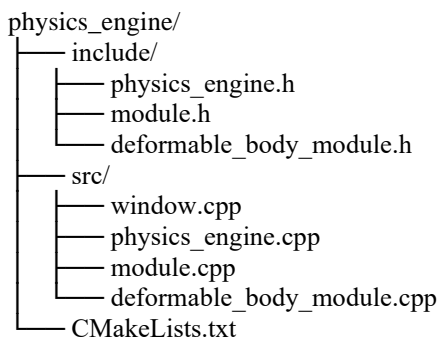 physics_engine/
include/
physics_engine.h
module.h
deformable_body_module.h
src/
window.cpp
physics_engine.cpp
module.cpp
deformable_body_module.cpp
CMakeLists.txt